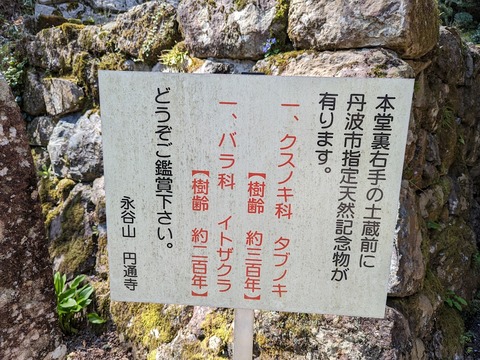 本堂裏右手の土蔵前に
丹波市指定天然記念物が
有ります。
一、クスノキ科 タブノキ
【樹齢 約三百年】
一、バラ科 イトザクラ
【樹齢 約二百年】
どうぞご鑑賞下さい。
永谷山 円通寺